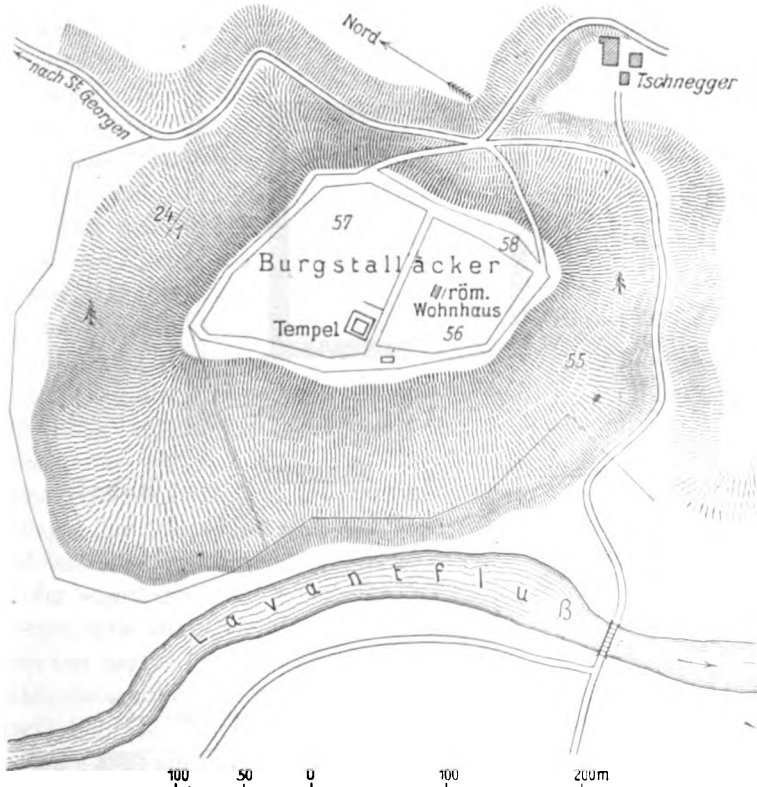 Nord
nach St. Georgen
Tschnegger
24/1
57
58
Burgstalläcker
röm.
Wohnhaus
Tempel
56
55
Lavantfluß
100 50 0 100 200m